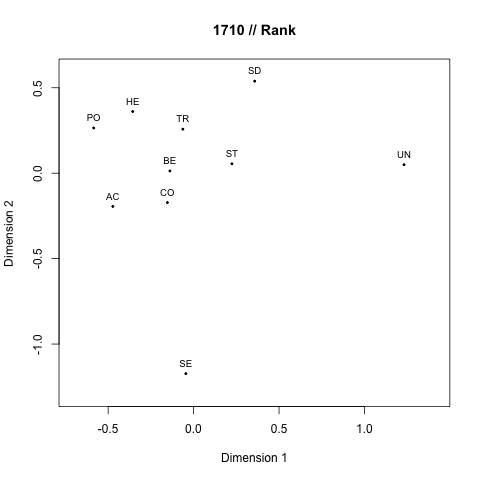 1710 // Rank
SD
HE
PO
TR
ST
UN
BE
CO
AC
SE
0.5
0.0
-0.5
-1.0
Dimension 2
-0.5
0.0
0.5
1.0
Dimension 1